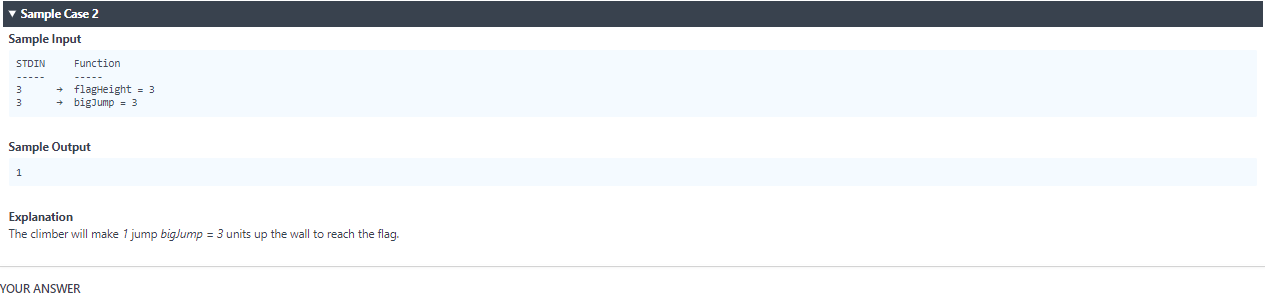 ▼ Sample Case 2
Sample Input
STDIN Function
----- -----
3 → flagHeight = 3
3 → bigJump = 3
Sample Output
1
Explanation
The climber will make 1 jump bigJump = 3 units up the wall to reach the flag.
YOUR ANSWER